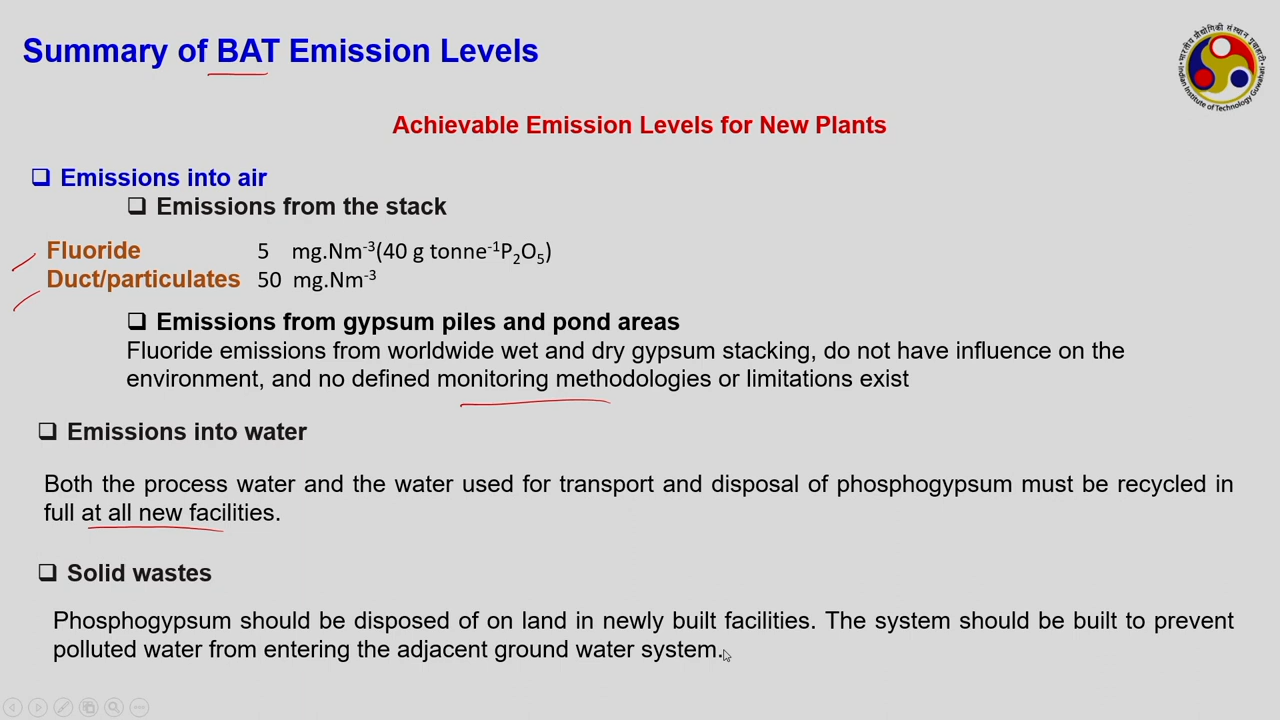 Summary of BAT Emission Levels
Achievable Emission Levels for New Plants
Emissions into air
Emissions from the stack
Fluoride 5 mg.Nm⁻³(40 g tonne⁻¹P₂O₅)
Duct/particulates 50 mg.Nm⁻³
Emissions from gypsum piles and pond areas
Fluoride emissions from worldwide wet and dry gypsum stacking, do not have influence on the
environment, and no defined monitoring methodologies or limitations exist
Emissions into water
Both the process water and the water used for transport and disposal of phosphogypsum must be recycled in
full at all new facilities.
Solid wastes
Phosphogypsum should be disposed of on land in newly built facilities. The system should be built to prevent
polluted water from entering the adjacent ground water system.
भारतीय प्रौद्योगिकी संस्थान गुवाहाटी
Indian Institute of Technology Guwahati